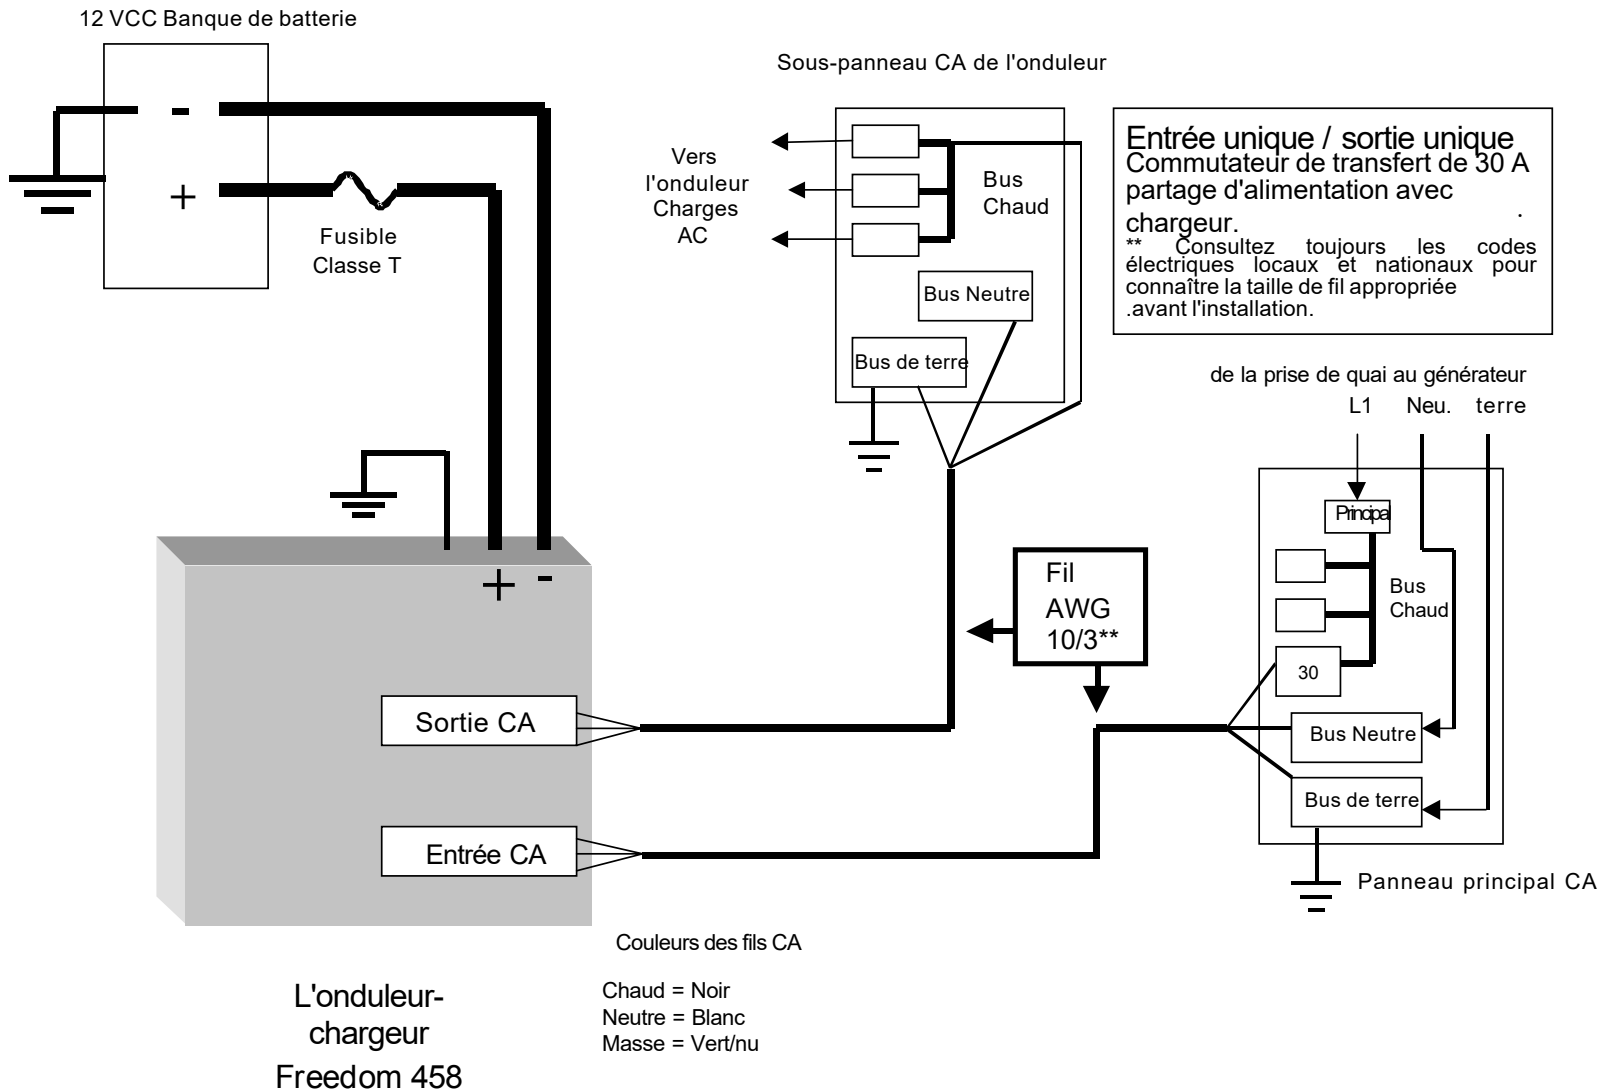 12 VCC Banque de batterie
-
+
Fusible
Classe T
Sous-panneau CA de l'onduleur
Vers
l'onduleur
Charges
AC
Bus
Chaud
Bus Neutre
Bus de terre
Entrée unique / sortie unique
Commutateur de transfert de 30 A
partage d'alimentation avec
chargeur.
.
** Consultez toujours les codes
électriques locaux et nationaux pour
connaître la taille de fil appropriée
.avant l'installation.
de la prise de quai au générateur
L1 Neu. terre
Principal
Bus
Chaud
30
Bus Neutre
Bus de terre
Panneau principal CA
Fil
AWG
10/3**
+ -
Sortie CA
Entrée CA
Couleurs des fils CA
Chaud = Noir
Neutre = Blanc
Masse = Vert/nu
L'onduleur-
chargeur
Freedom 458